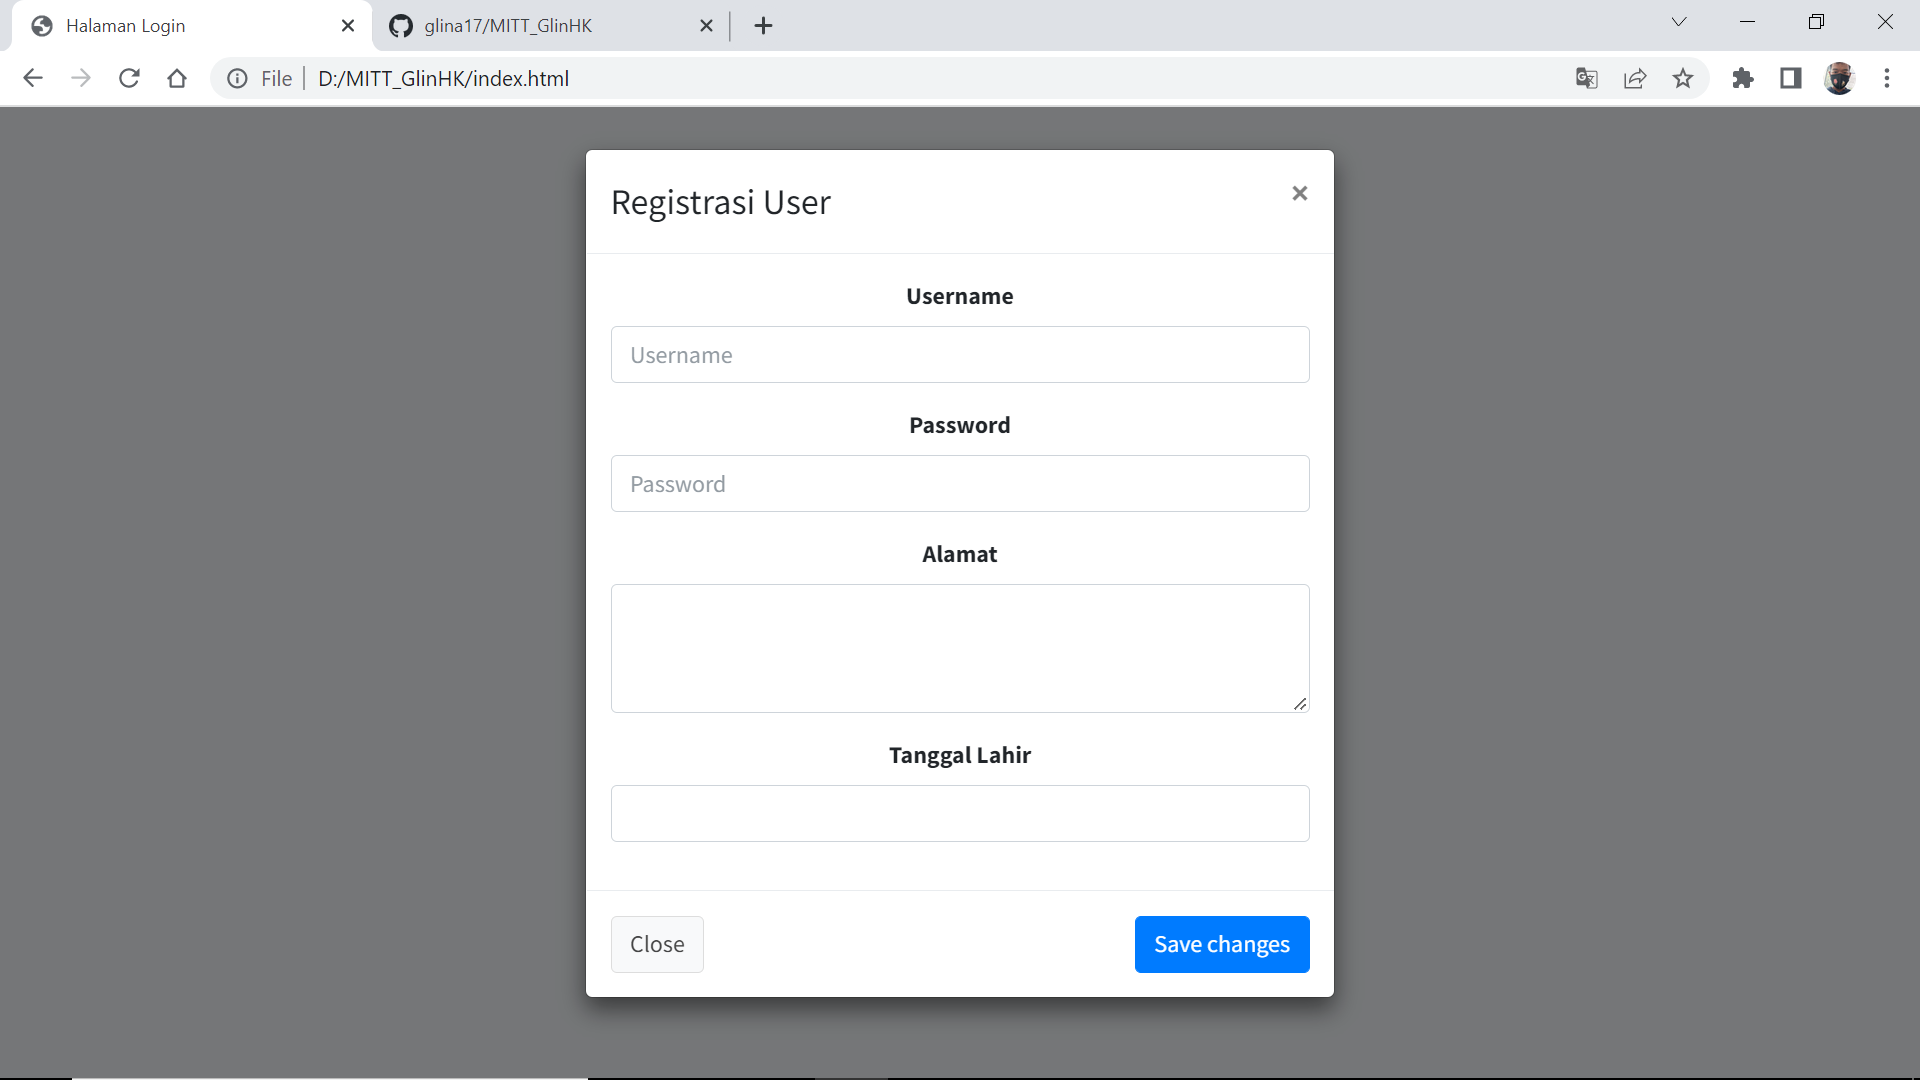 Halaman Login
glina17/MITT_GlinHK
File D:/MITT_GlinHK/index.html
Registrasi User
×
Username
Username
Password
Password
Alamat
Tanggal Lahir
Close
Save changes